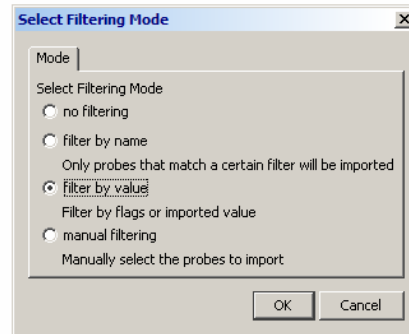 Select Filtering Mode
Mode
Select Filtering Mode
no filtering
filter by name
Only probes that match a certain filter will be imported
filter by value
Filter by flags or imported value
manual filtering
Manually select the probes to import
OK
Cancel